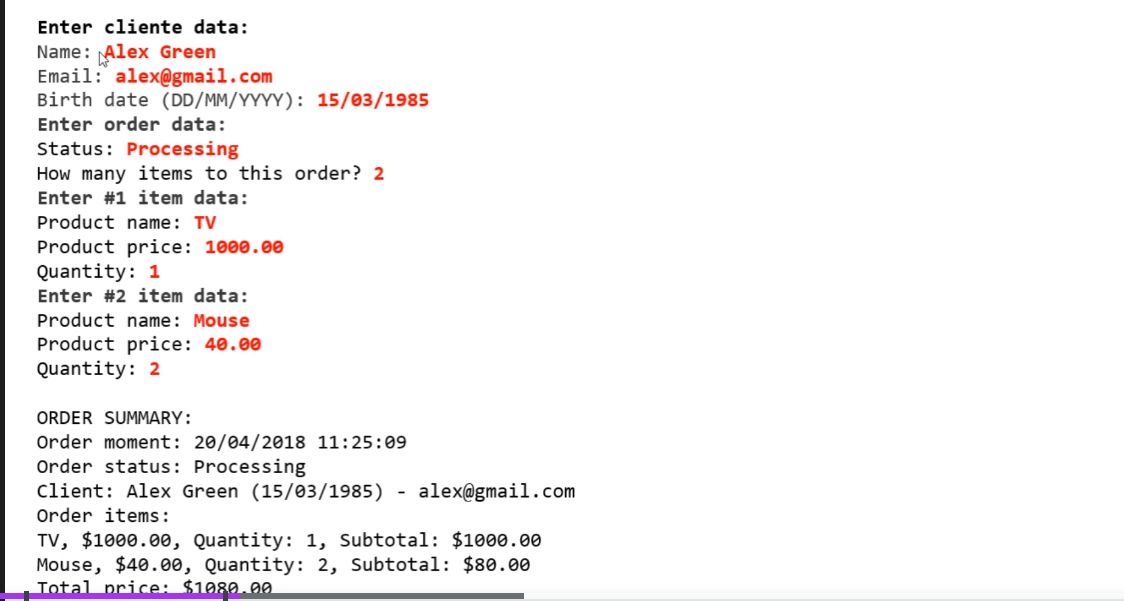 Enter cliente data:
Name: Alex Green
Email: alex@gmail.com
Birth date (DD/MM/YYYY): 15/03/1985
Enter order data:
Status: Processing
How many items to this order? 2
Enter #1 item data:
Product name: TV
Product price: 1000.00
Quantity: 1
Enter #2 item data:
Product name: Mouse
Product price: 40.00
Quantity: 2
ORDER SUMMARY:
Order moment: 20/04/2018 11:25:09
Order status: Processing
Client: Alex Green (15/03/1985) - alex@gmail.com
Order items:
TV, $1000.00, Quantity: 1, Subtotal: $1000.00
Mouse, $40.00, Quantity: 2, Subtotal: $80.00
Total price: $1080.00